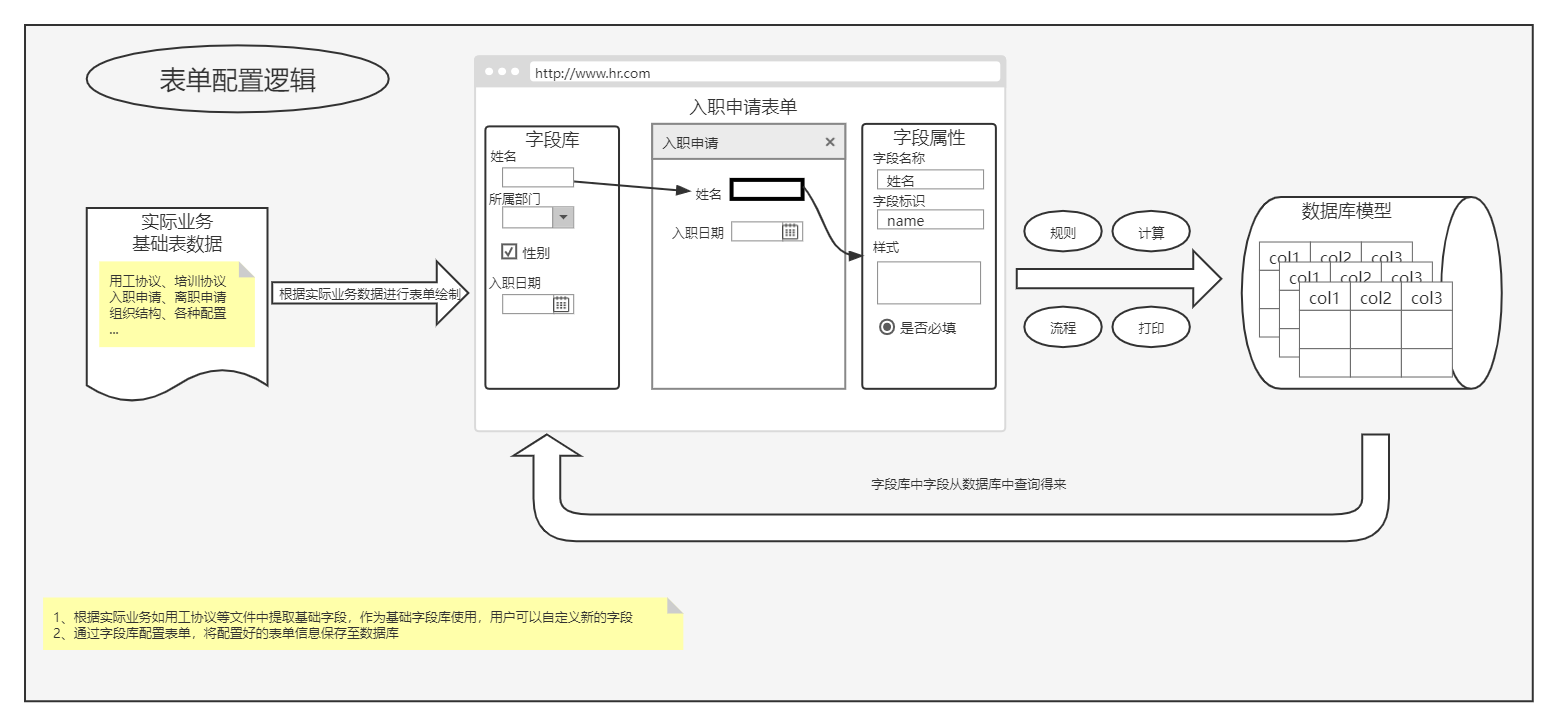 表单配置逻辑
http://www.hr.com
入职申请表单
字段库
姓名
所属部门
性别
入职日期
入职申请
姓名
入职日期
字段属性
字段名称
姓名
字段标识
name
样式
是否必填
实际业务
基础表数据
用工协议、培训协议
入职申请、离职申请
组织结构、各种配置
...
根据实际业务数据进行表单绘制
规则
计算
流程
打印
数据库模型
col1 col2 col3
col1 col2 col3
col1 col2 col3
字段库中字段从数据库中查询得来
1、根据实际业务如用工协议等文件中提取基础字段，作为基础字段库使用，用户可以自定义新的字段
2、通过字段库配置表单，将配置好的表单信息保存至数据库